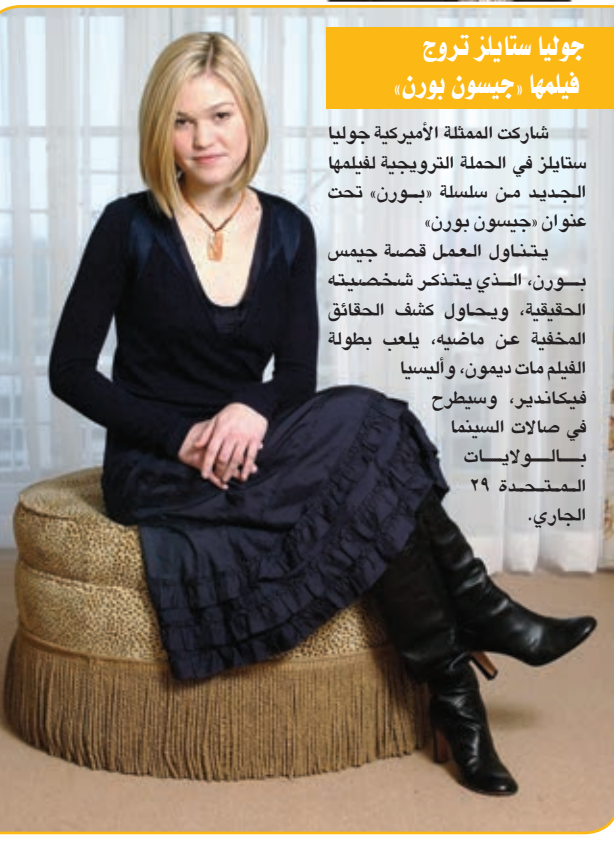 جوليا ستايلز تروج
فيلمها «جيسون بورن»
شاركت الممثلة الأميركية جوليا
ستايلز في الحملة الترويجية لفيلمها
الجديد من سلسلة «بورن» تحت
عنوان «جيسون بورن»
يتناول العمل قصة جيمس
بورن، الذي يتذكر شخصيته
الحقيقية، ويحاول كشف الحقائق
المخفية عن ماضيه، يلعب بطولة
الفيلم مات ديمون، وأليسيا
فيكاندير، وسيطرح
في صالات السينما
بالولايات
المتحدة ٢٩
الجاري.